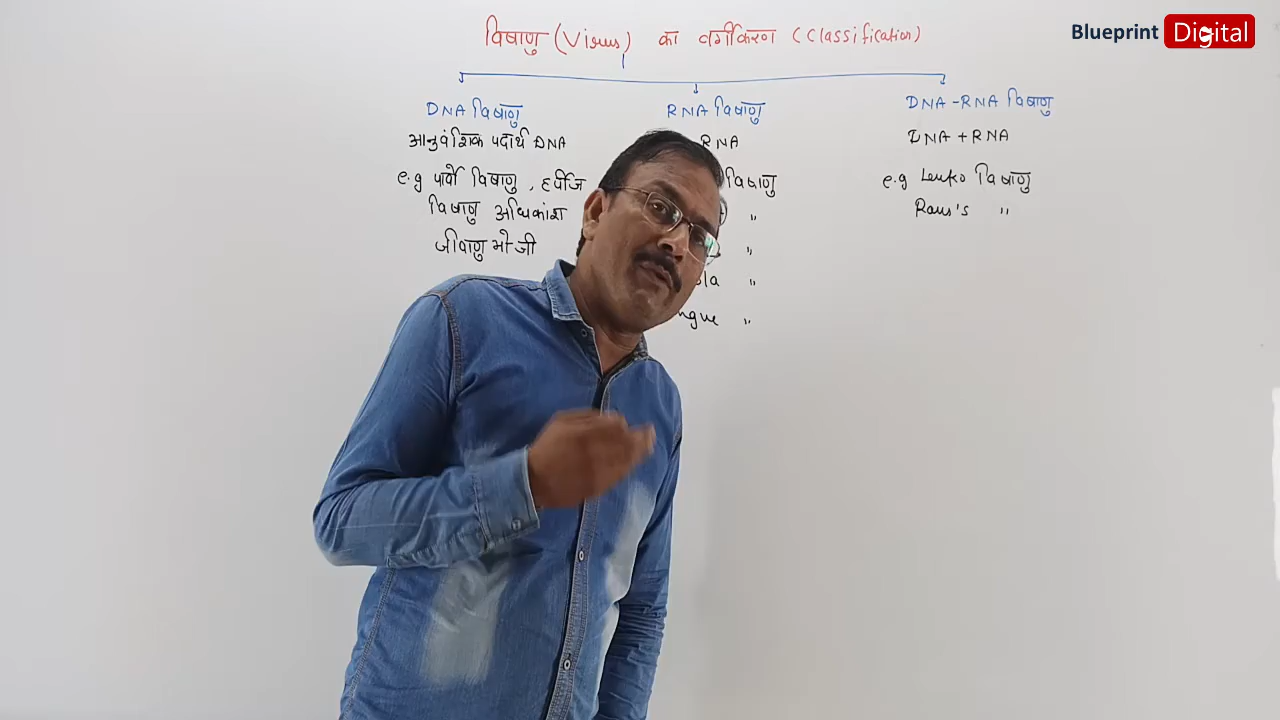 Blueprint Digital
विषाणु (Virus) का वर्गीकरण (Classification)
DNA विषाणु
आनुवंशिक पदार्थ DNA
e.g पार्वो विषाणु, हर्पीज
विषाणु अधिकांश
जीवाणु भोजी
RNA विषाणु
RNA
विषाणु
"
"
"
"
DNA-RNA विषाणु
DNA + RNA
e.g Leuko विषाणु
Rous's "